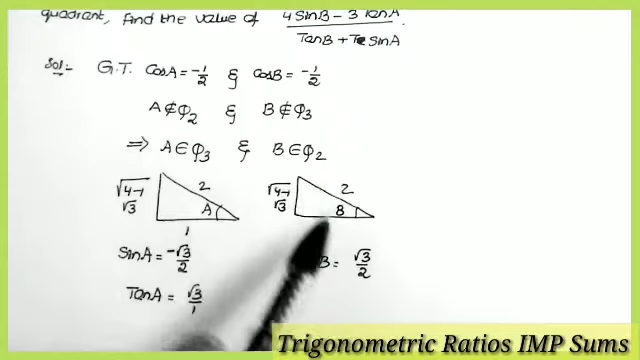 quadrant, find the value of 4 SinB - 3 TanA
TanB + SinA
Sol:- G.T. CosA = -1/2 & CosB = -1/2
A∉Q₂ & B∉Q₃
⇒ A∈Q₃ & B∈Q₂
√4-1 2 √4-1 2
√3 A √3 B
1
SinA = -√3/2 B = √3/2
TanA = √3/1
Trigonometric Ratios IMP Sums